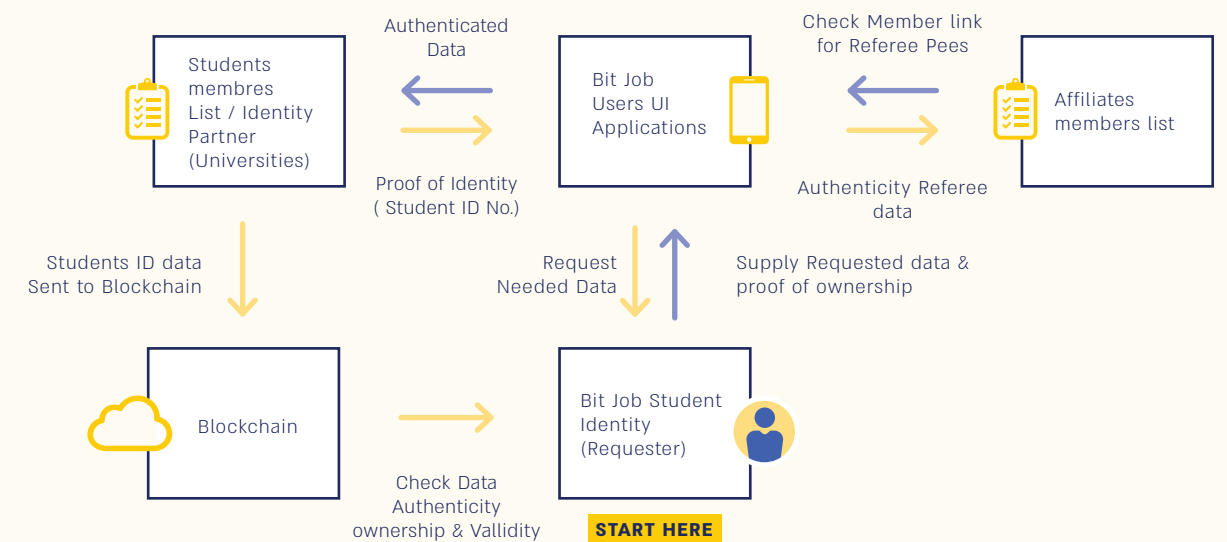 Students
membres
List / Identity
Partner
(Universities)
Authenticated
Data
Proof of Identity
( Student ID No.)
Bit Job
Users UI
Applications
Check Member link
for Referee Pees
Authenticity Referee
data
Affiliates
members list
Students ID data
Sent to Blockchain
Request
Needed Data
Supply Requested data &
proof of ownership
Blockchain
Check Data
Authenticity
ownership & Vallidity
Bit Job Student
Identity
(Requester)
START HERE